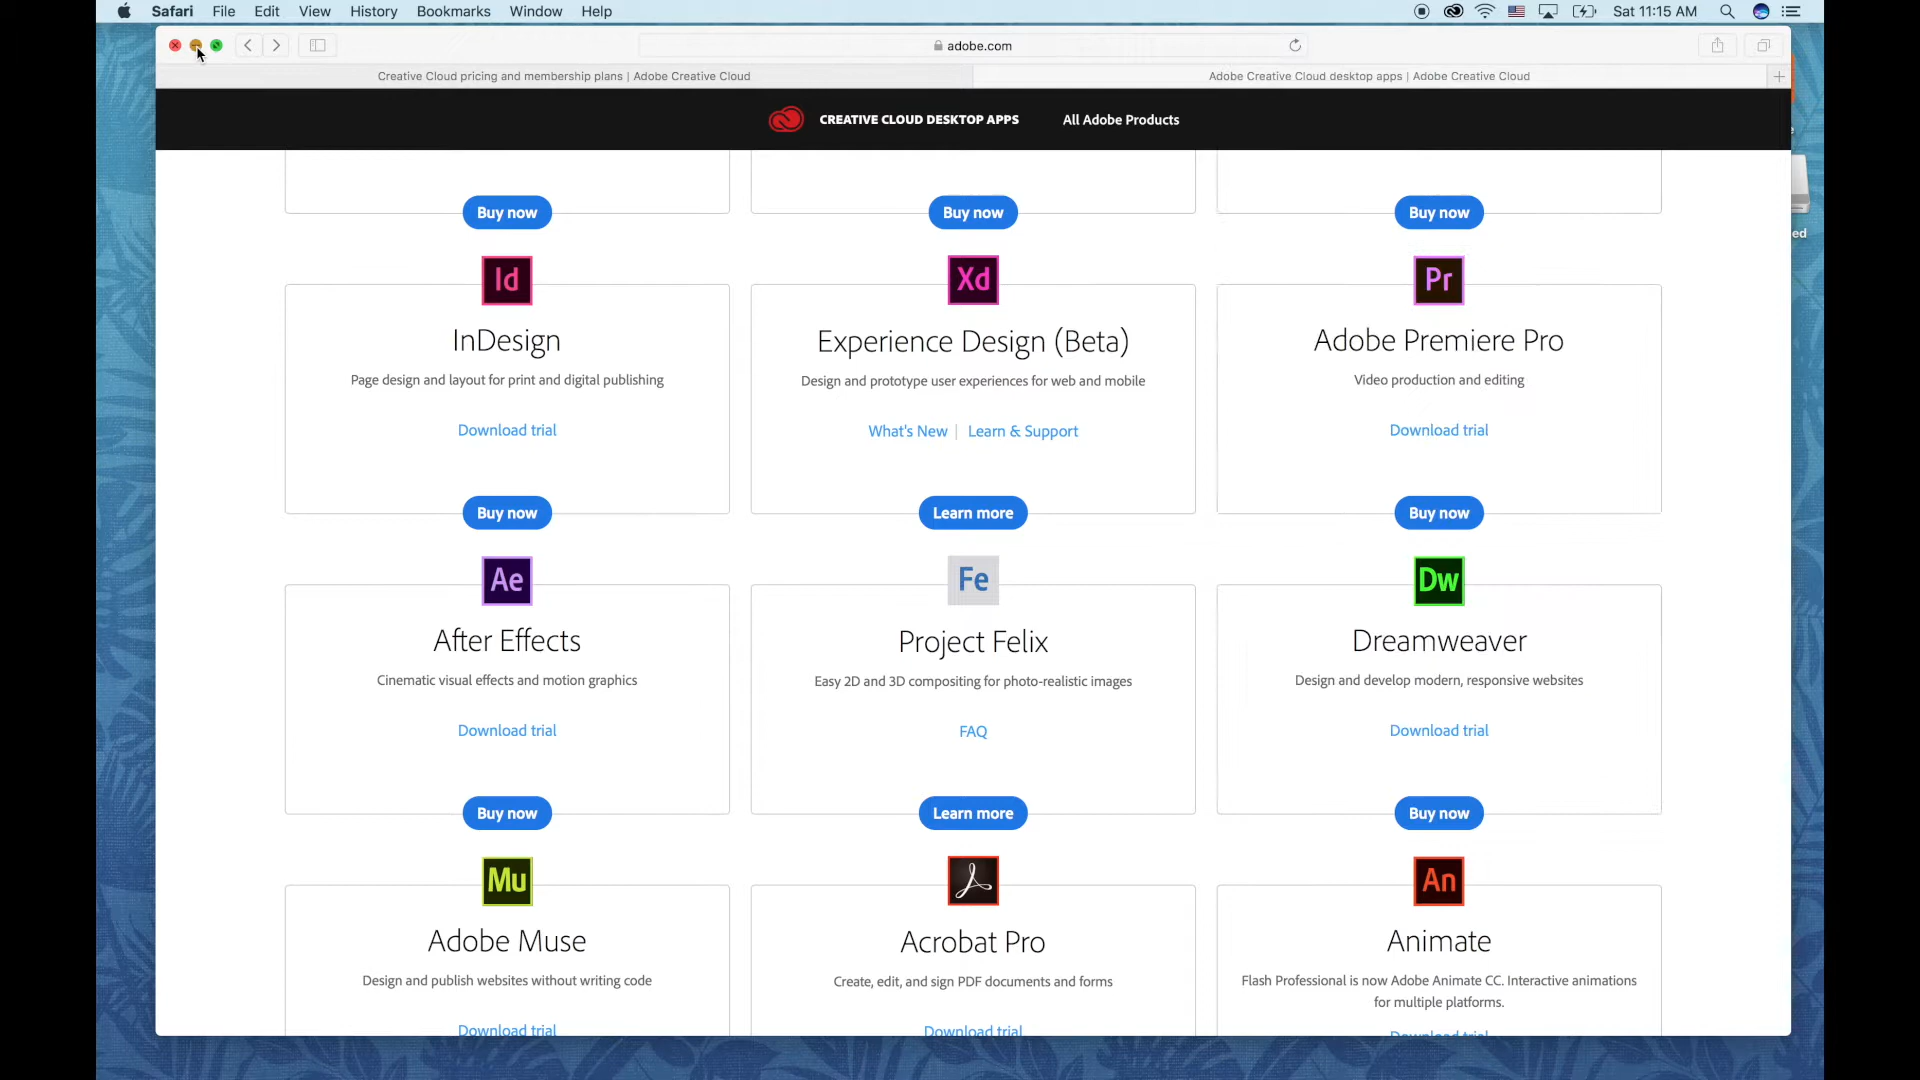 Safari File Edit View History Bookmarks Window Help Sat 11:15 AM
adobe.com
Creative Cloud pricing and membership plans | Adobe Creative Cloud
Adobe Creative Cloud desktop apps | Adobe Creative Cloud
CREATIVE CLOUD DESKTOP APPS All Adobe Products
Buy now
Buy now
Buy now
Id
InDesign
Page design and layout for print and digital publishing
Download trial
Buy now
Xd
Experience Design (Beta)
Design and prototype user experiences for web and mobile
What's New | Learn & Support
Learn more
Pr
Adobe Premiere Pro
Video production and editing
Download trial
Buy now
Ae
After Effects
Cinematic visual effects and motion graphics
Download trial
Buy now
Fe
Project Felix
Easy 2D and 3D compositing for photo-realistic images
FAQ
Learn more
Dw
Dreamweaver
Design and develop modern, responsive websites
Download trial
Buy now
Mu
Adobe Muse
Design and publish websites without writing code
Download trial
Acrobat Pro
Create, edit, and sign PDF documents and forms
Download trial
An
Animate
Flash Professional is now Adobe Animate CC. Interactive animations
for multiple platforms.
Download trial